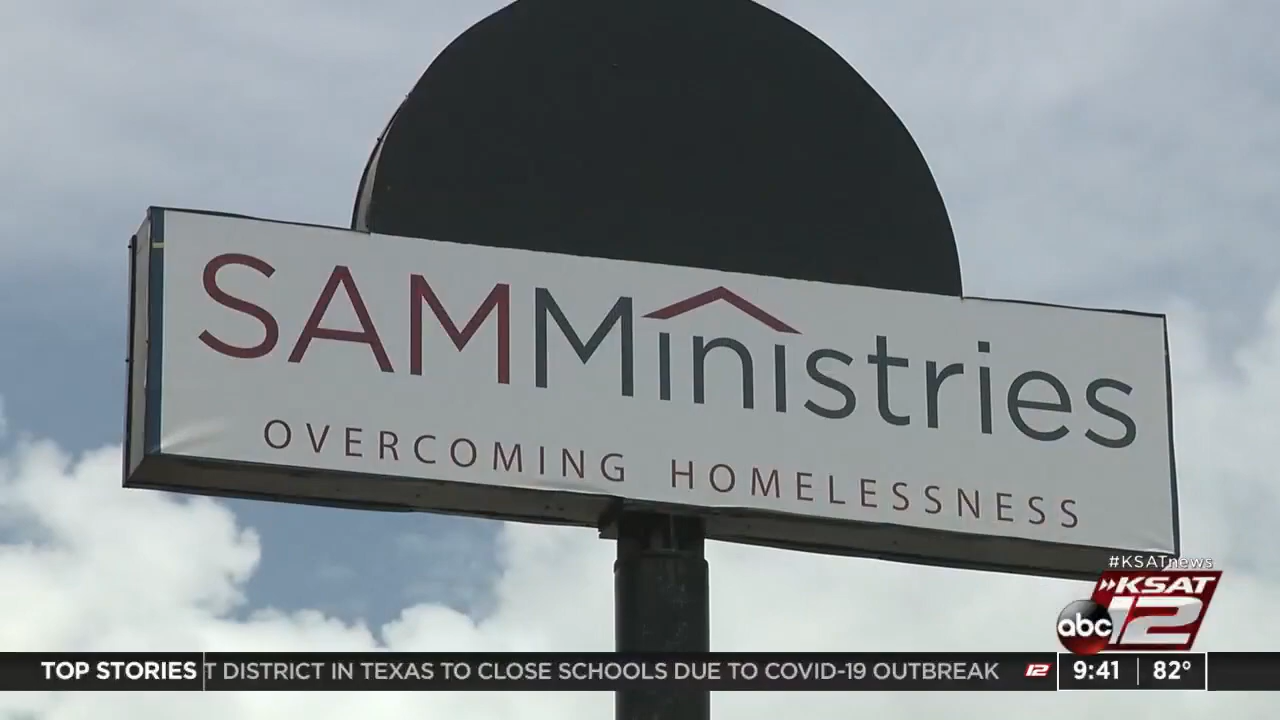 SAMMinistries
OVERCOMING HOMELESSNESS
#KSATnews
KSAT
abc 12
TOP STORIES T DISTRICT IN TEXAS TO CLOSE SCHOOLS DUE TO COVID-19 OUTBREAK 12 9:41 82°